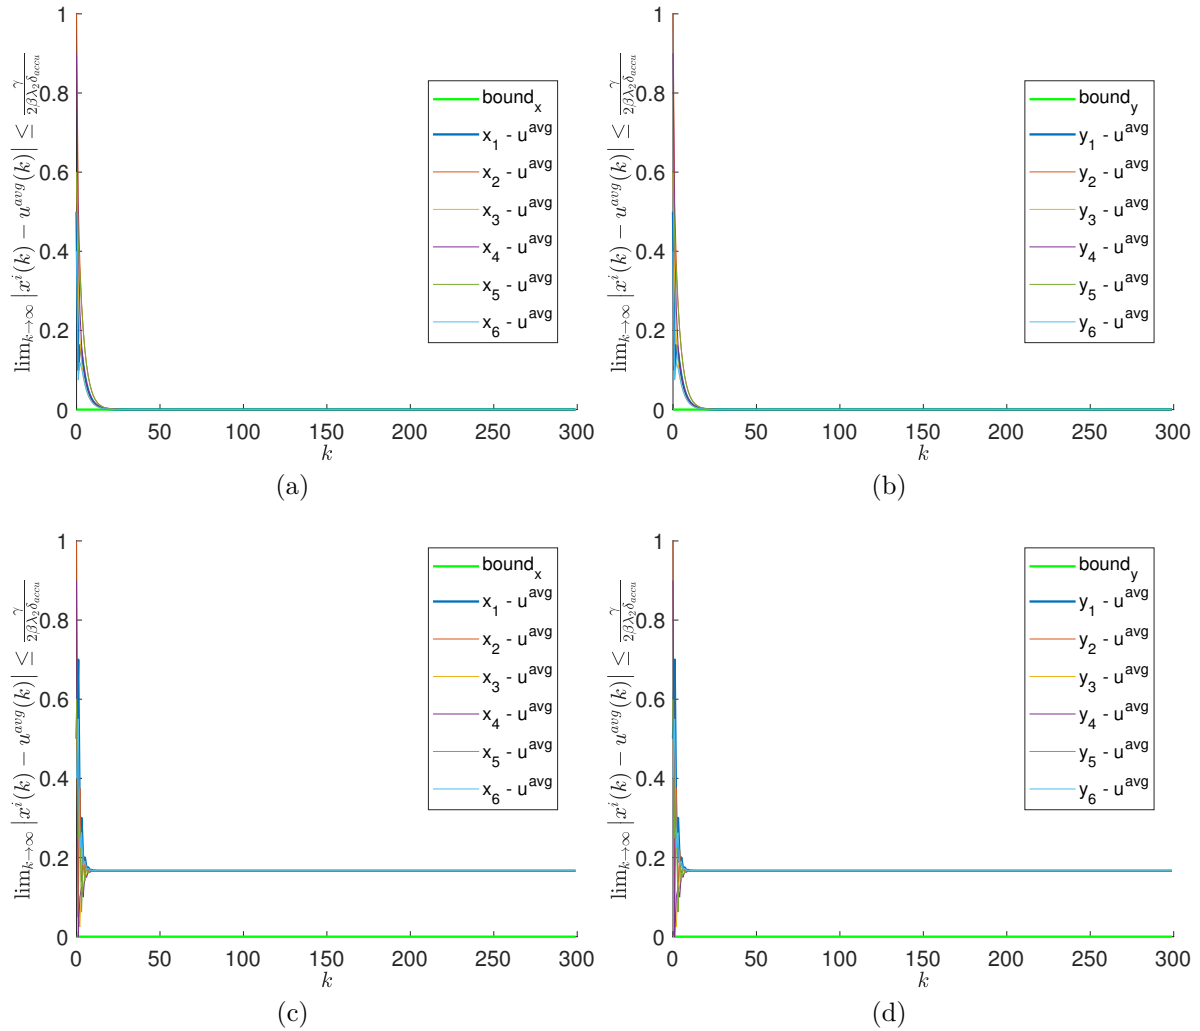 lim_{k→∞} |x^i(k) − u^{avg}(k)| ≤ γ/(2βλ_2δ_{accu})
1
0.8
0.6
0.4
0.2
0
bound_x
x_1 - u^avg
x_2 - u^avg
x_3 - u^avg
x_4 - u^avg
x_5 - u^avg
x_6 - u^avg
0 50 100 150 200 250 300
k
(a)
lim_{k→∞} |x^i(k) − u^{avg}(k)| ≤ γ/(2βλ_2δ_{accu})
1
0.8
0.6
0.4
0.2
0
bound_y
y_1 - u^avg
y_2 - u^avg
y_3 - u^avg
y_4 - u^avg
y_5 - u^avg
y_6 - u^avg
0 50 100 150 200 250 300
k
(b)
lim_{k→∞} |x^i(k) − u^{avg}(k)| ≤ γ/(2βλ_2δ_{accu})
1
0.8
0.6
0.4
0.2
0
bound_x
x_1 - u^avg
x_2 - u^avg
x_3 - u^avg
x_4 - u^avg
x_5 - u^avg
x_6 - u^avg
0 50 100 150 200 250 300
k
(c)
lim_{k→∞} |x^i(k) − u^{avg}(k)| ≤ γ/(2βλ_2δ_{accu})
1
0.8
0.6
0.4
0.2
0
bound_y
y_1 - u^avg
y_2 - u^avg
y_3 - u^avg
y_4 - u^avg
y_5 - u^avg
y_6 - u^avg
0 50 100 150 200 250 300
k
(d)